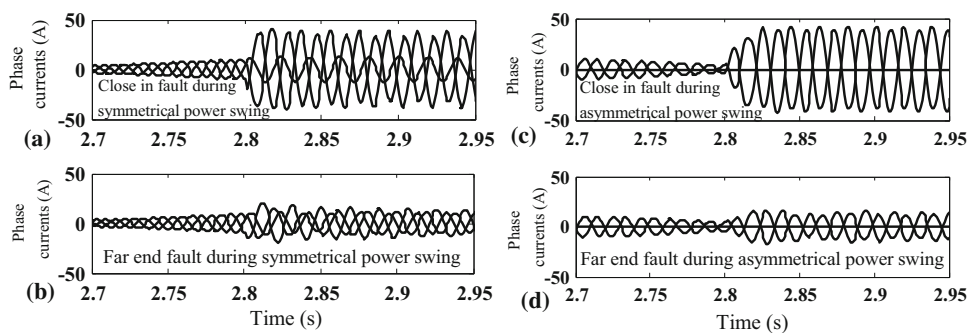 50
0
-50
Phase
currents (A)
Close in fault during
symmetrical power swing
(a)
2.7 2.75 2.8 2.85 2.9 2.95
50
0
-50
Phase
currents (A)
Far end fault during symmetrical power swing
(b)
2.7 2.75 2.8 2.85 2.9 2.95
Time (s)
50
0
-50
Phase
currents (A)
Close in fault during
asymmetrical power swing
(c)
2.7 2.75 2.8 2.85 2.9 2.95
50
0
-50
Phase
currents (A)
Far end fault during asymmetrical power swing
(d)
2.7 2.75 2.8 2.85 2.9 2.95
Time (s)